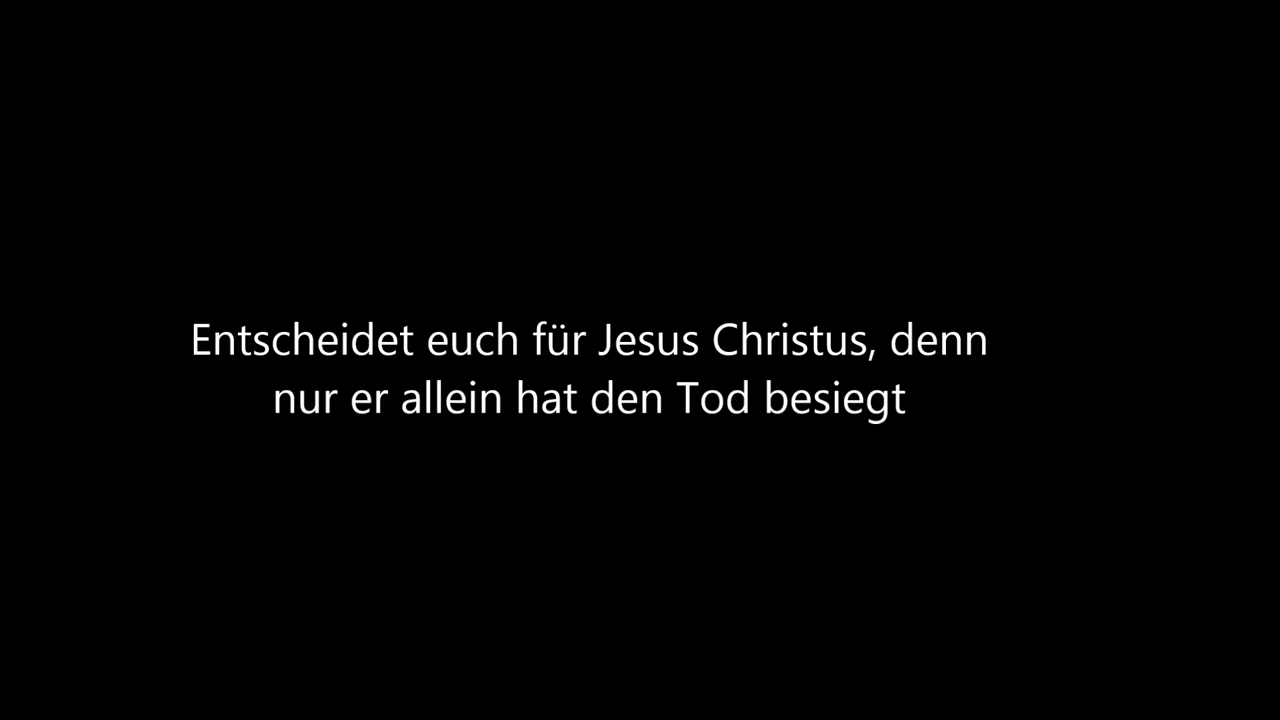 Entscheidet euch für Jesus Christus, denn
nur er allein hat den Tod besiegt